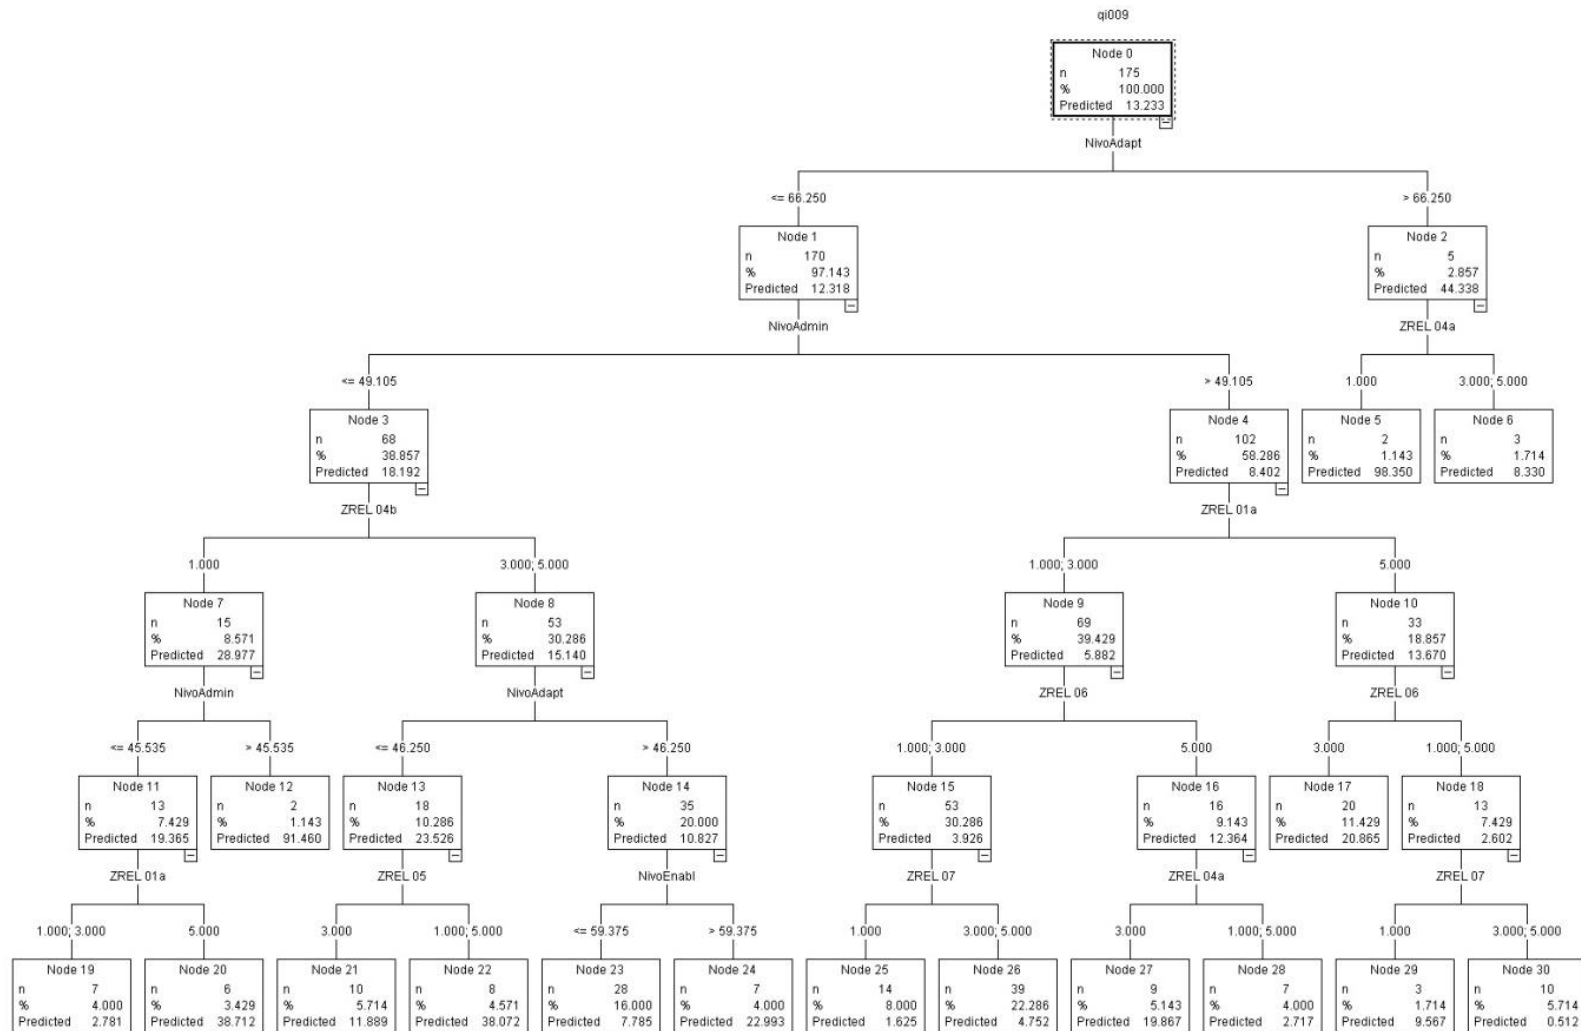 qi009
Node 0
n 175
% 100.000
Predicted 13.233
NivoAdapt
<= 66.250
> 66.250
Node 1
n 170
% 97.143
Predicted 12.318
Node 2
n 5
% 2.857
Predicted 44.338
NivoAdmin
ZREL 04a
<= 49.105
> 49.105
1.000
3.000; 5.000
Node 3
n 68
% 38.857
Predicted 18.192
Node 4
n 102
% 58.286
Predicted 8.402
Node 5
n 2
% 1.143
Predicted 98.350
Node 6
n 3
% 1.714
Predicted 8.330
ZREL 04b
ZREL 01a
1.000
3.000; 5.000
1.000; 3.000
5.000
Node 7
n 15
% 8.571
Predicted 28.977
Node 8
n 53
% 30.286
Predicted 15.140
Node 9
n 69
% 39.429
Predicted 5.882
Node 10
n 33
% 18.857
Predicted 13.670
NivoAdmin
NivoAdapt
ZREL 06
ZREL 06
<= 45.535
> 45.535
<= 46.250
> 46.250
1.000; 3.000
5.000
3.000
1.000; 5.000
Node 11
n 13
% 7.429
Predicted 19.365
Node 12
n 2
% 1.143
Predicted 91.460
Node 13
n 18
% 10.286
Predicted 23.526
Node 14
n 35
% 20.000
Predicted 10.827
Node 15
n 53
% 30.286
Predicted 3.926
Node 16
n 16
% 9.143
Predicted 12.364
Node 17
n 20
% 11.429
Predicted 20.865
Node 18
n 13
% 7.429
Predicted 2.602
ZREL 01a
ZREL 05
NivoEnabl
ZREL 07
ZREL 04a
ZREL 07
1.000; 3.000
5.000
3.000
1.000; 5.000
<= 59.375
> 59.375
1.000
3.000; 5.000
3.000
1.000; 5.000
1.000
3.000; 5.000
Node 19
n 7
% 4.000
Predicted 2.781
Node 20
n 6
% 3.429
Predicted 38.712
Node 21
n 10
% 5.714
Predicted 11.889
Node 22
n 8
% 4.571
Predicted 38.072
Node 23
n 28
% 16.000
Predicted 7.785
Node 24
n 7
% 4.000
Predicted 22.993
Node 25
n 14
% 8.000
Predicted 1.625
Node 26
n 39
% 22.286
Predicted 4.752
Node 27
n 9
% 5.143
Predicted 19.867
Node 28
n 7
% 4.000
Predicted 2.717
Node 29
n 3
% 1.714
Predicted 9.567
Node 30
n 10
% 5.714
Predicted 0.512